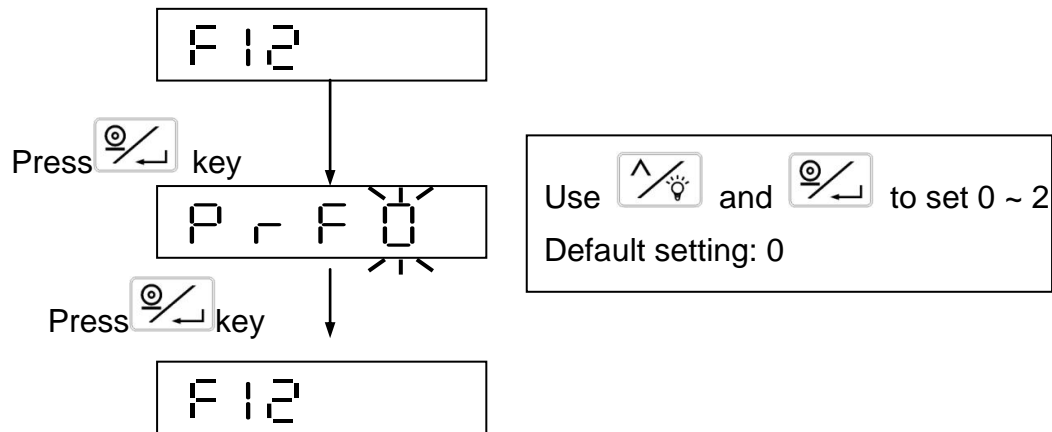 F12
Press key
PrF0
Use and to set 0 ~ 2
Default setting: 0
Press key
F12